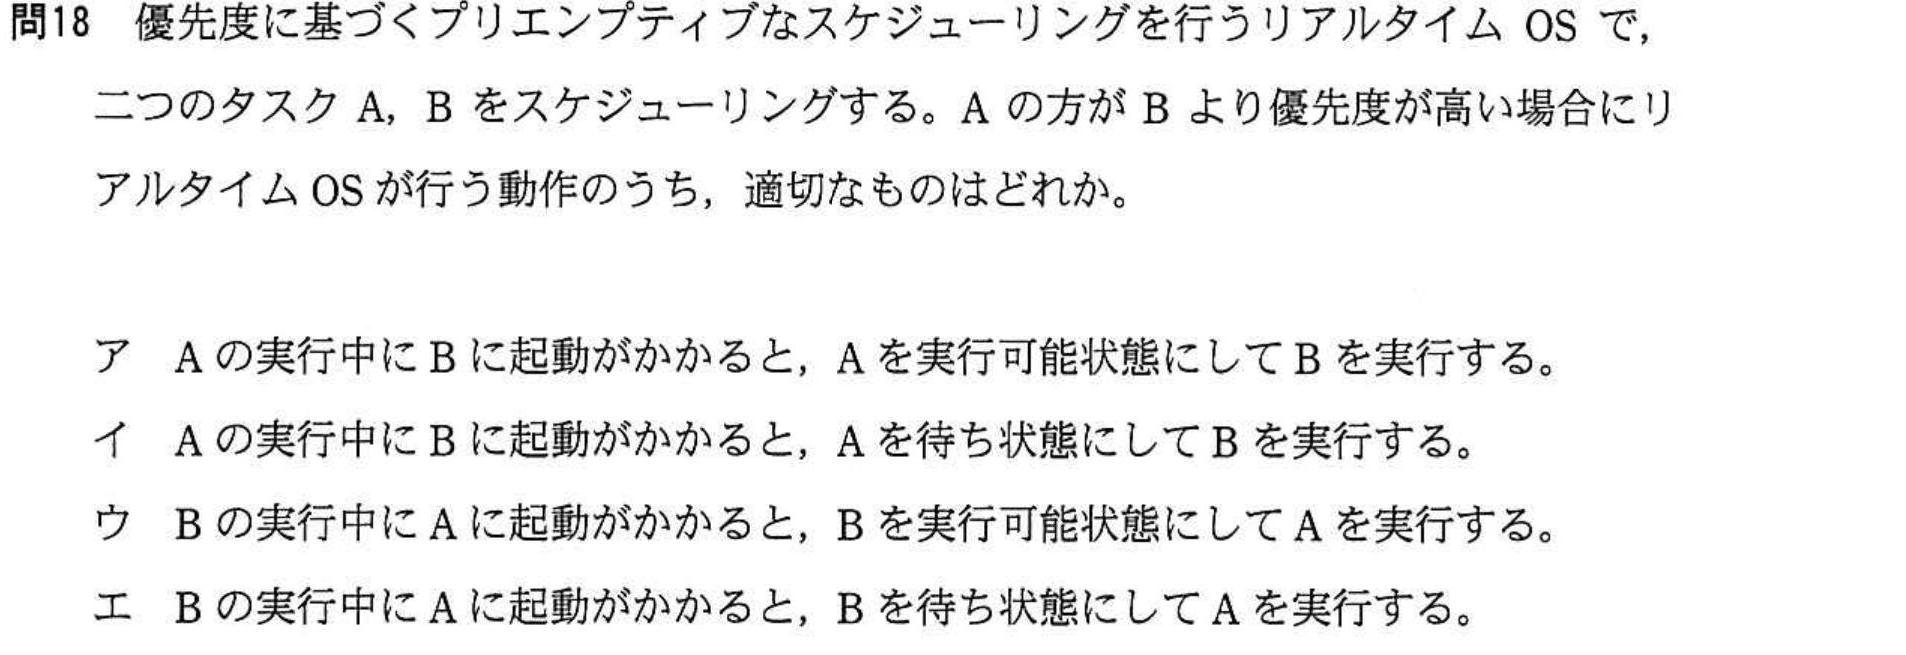 問18 優先度に基づくプリエンプティブなスケジューリングを行うリアルタイム OS で,
二つのタスク A, B をスケジューリングする。A の方が B より優先度が高い場合にリ
アルタイム OS が行う動作のうち,適切なものはどれか。
ア A の実行中に B に起動がかかると,A を実行可能状態にして B を実行する。
イ A の実行中に B に起動がかかると,A を待ち状態にして B を実行する。
ウ B の実行中に A に起動がかかると,B を実行可能状態にして A を実行する。
エ B の実行中に A に起動がかかると,B を待ち状態にして A を実行する。